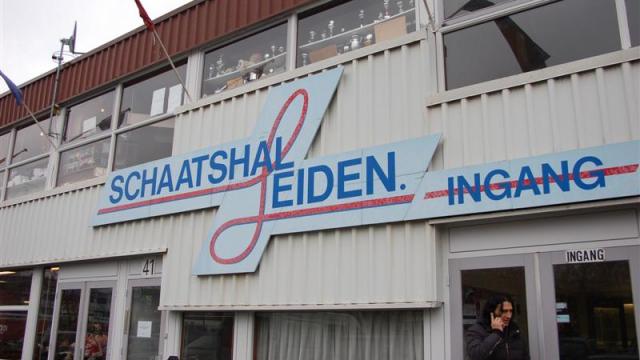 SCHAATSHAL
LEIDEN. INGANG
41
INGANG